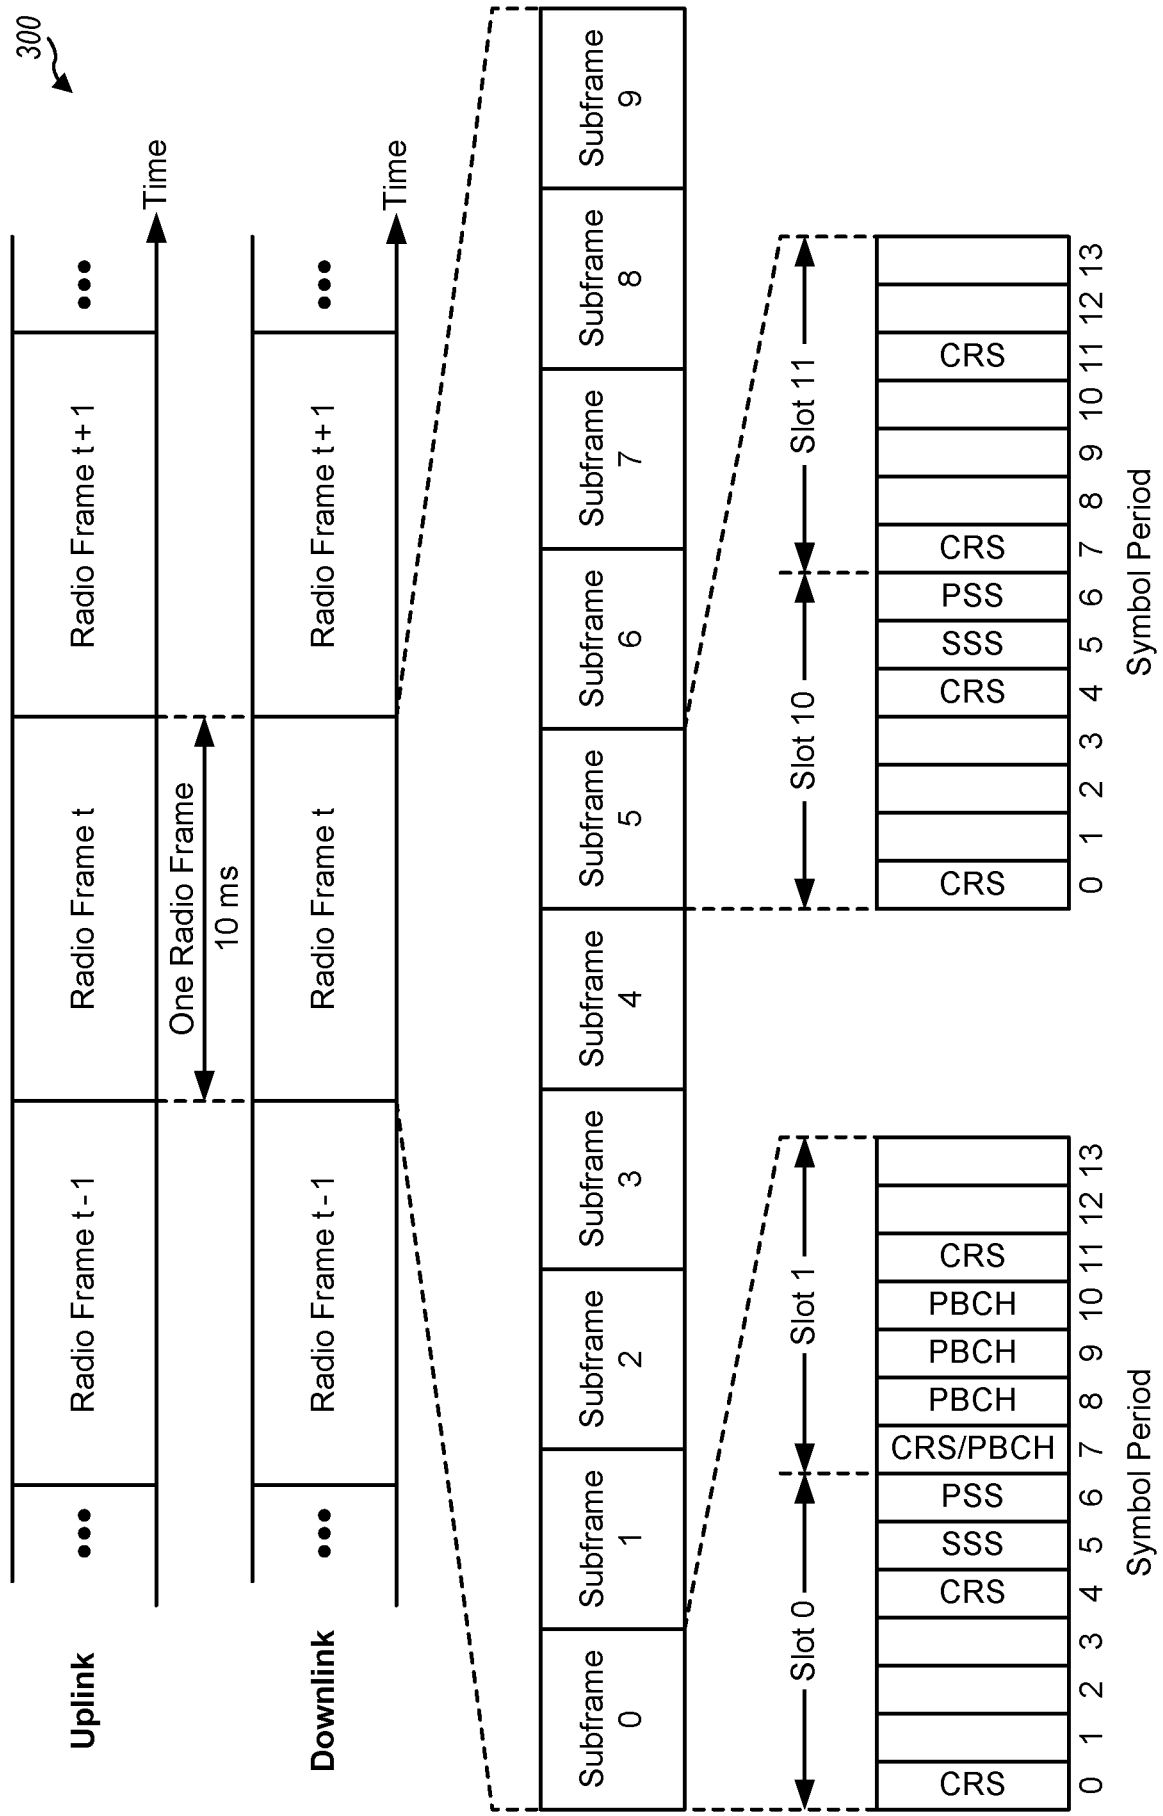 300
Uplink
••• Radio Frame t - 1 Radio Frame t Radio Frame t + 1 •••
Time
One Radio Frame
10 ms
Downlink
••• Radio Frame t - 1 Radio Frame t Radio Frame t + 1 •••
Time
Subframe 0
Subframe 1
Subframe 2
Subframe 3
Subframe 4
Subframe 5
Subframe 6
Subframe 7
Subframe 8
Subframe 9
Slot 0 Slot 1
CRS CRS SSS PSS CRS/PBCH PBCH PBCH PBCH CRS
0 1 2 3 4 5 6 7 8 9 10 11 12 13
Symbol Period
Slot 10 Slot 11
CRS CRS SSS PSS CRS CRS
0 1 2 3 4 5 6 7 8 9 10 11 12 13
Symbol Period